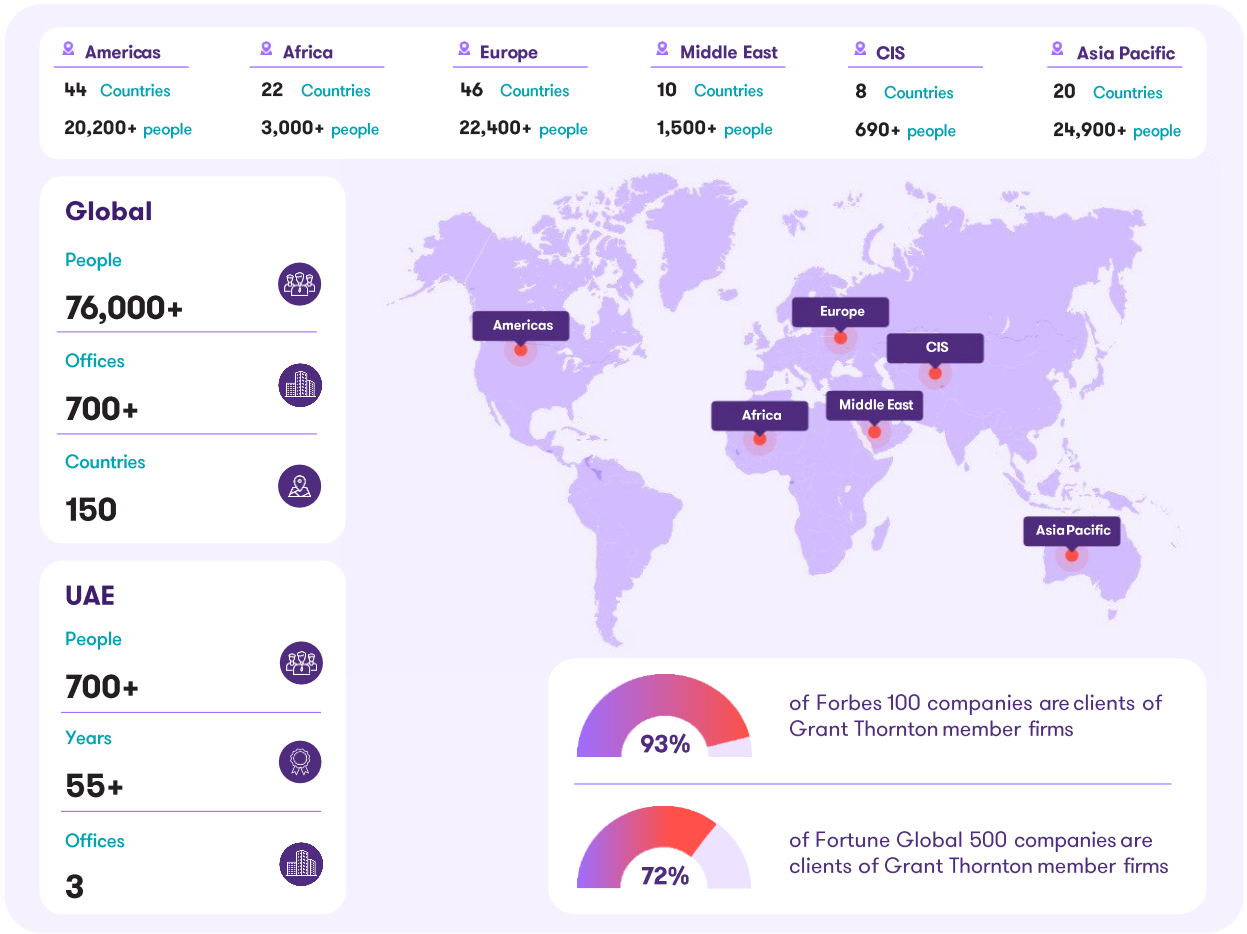 Americas
44 Countries
20,200+ people
Africa
22 Countries
3,000+ people
Europe
46 Countries
22,400+ people
Middle East
10 Countries
1,500+ people
CIS
8 Countries
690+ people
Asia Pacific
20 Countries
24,900+ people
Global
People
76,000+
Offices
700+
Countries
150
UAE
People
700+
Years
55+
Offices
3
Americas
Europe
CIS
Africa
Middle East
Asia Pacific
93%
of Forbes 100 companies are clients of
Grant Thornton member firms
72%
of Fortune Global 500 companies are
clients of Grant Thornton member firms